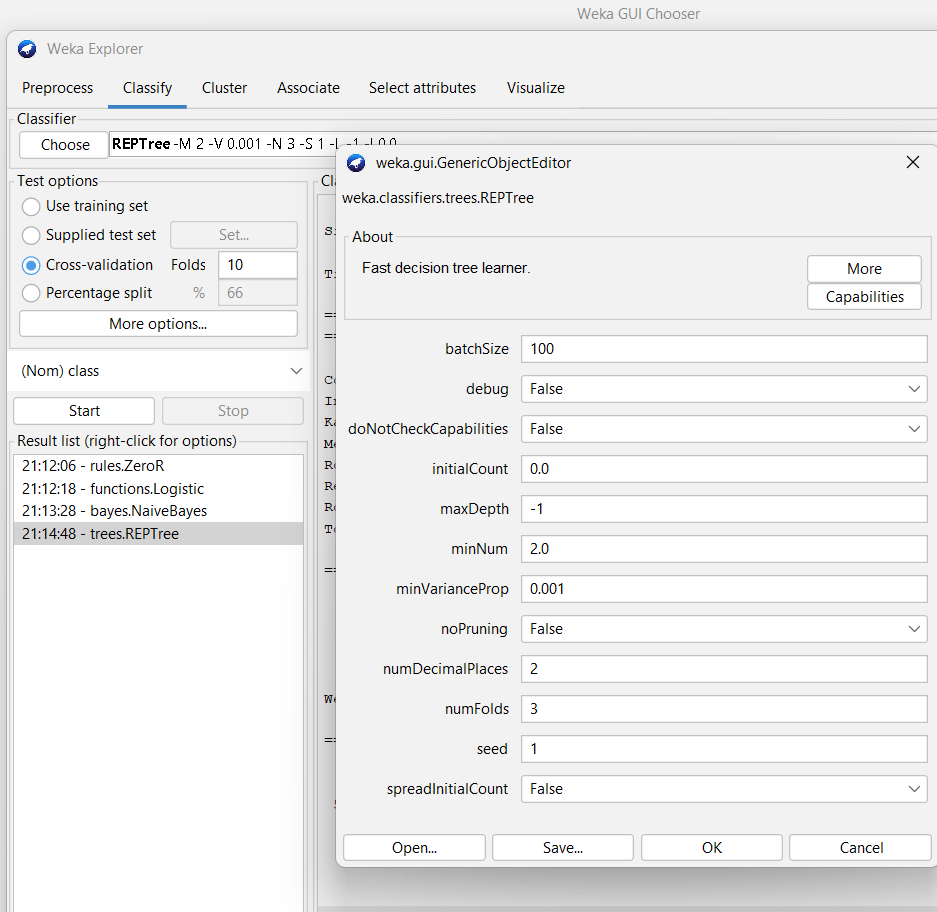 Weka GUI Chooser
Weka Explorer
Preprocess Classify Cluster Associate Select attributes Visualize
Classifier
Choose REPTree -M 2 -V 0.001 -N 3 -S 1 -L -1 -I 0.0
Test options
Use training set
Supplied test set Set...
Cross-validation Folds 10
Percentage split % 66
More options...
(Nom) class
Start Stop
Result list (right-click for options)
21:12:06 - rules.ZeroR
21:12:18 - functions.Logistic
21:13:28 - bayes.NaiveBayes
21:14:48 - trees.REPTree
weka.gui.GenericObjectEditor
weka.classifiers.trees.REPTree
About
Fast decision tree learner.
More
Capabilities
batchSize 100
debug False
doNotCheckCapabilities False
initialCount 0.0
maxDepth -1
minNum 2.0
minVarianceProp 0.001
noPruning False
numDecimalPlaces 2
numFolds 3
seed 1
spreadInitialCount False
Open... Save... OK Cancel